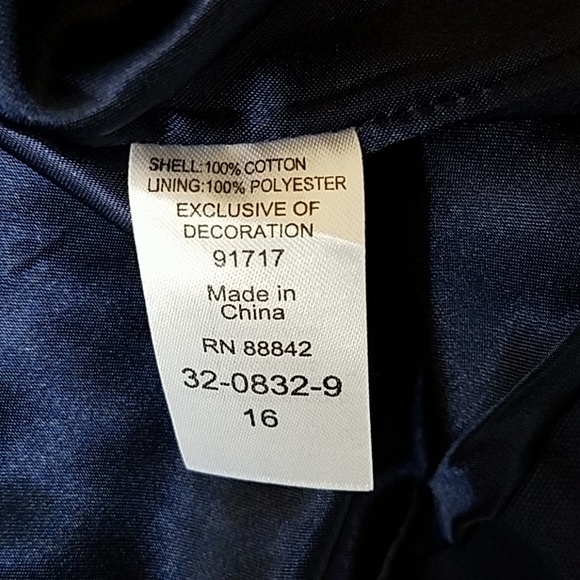 SHELL:100% COTTON
LINING:100% POLYESTER
EXCLUSIVE OF
DECORATION
91717
Made in
China
RN 88842
32-0832-9
16